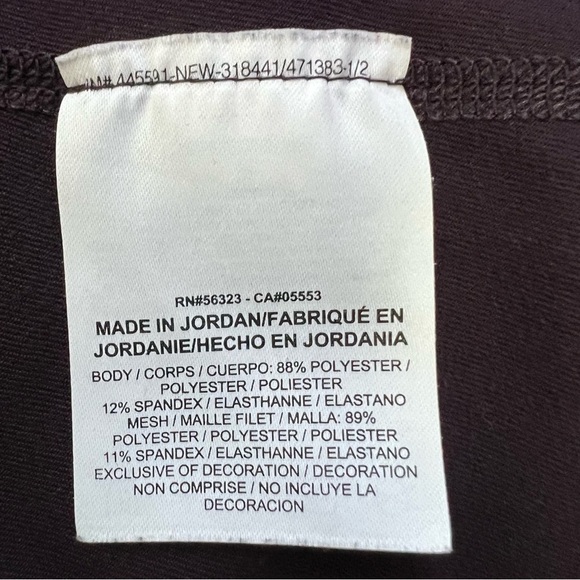 445591-NEW-318441/471383-1/2
RN#56323 - CA#05553
MADE IN JORDAN/FABRIQUÉ EN
JORDANIE/HECHO EN JORDANIA
BODY / CORPS / CUERPO: 88% POLYESTER /
POLYESTER / POLIESTER
12% SPANDEX / ELASTHANNE / ELASTANO
MESH / MAILLE FILET / MALLA: 89%
POLYESTER / POLYESTER / POLIESTER
11% SPANDEX / ELASTHANNE / ELASTANO
EXCLUSIVE OF DECORATION / DECORATION
NON COMPRISE / NO INCLUYE LA
DECORACION